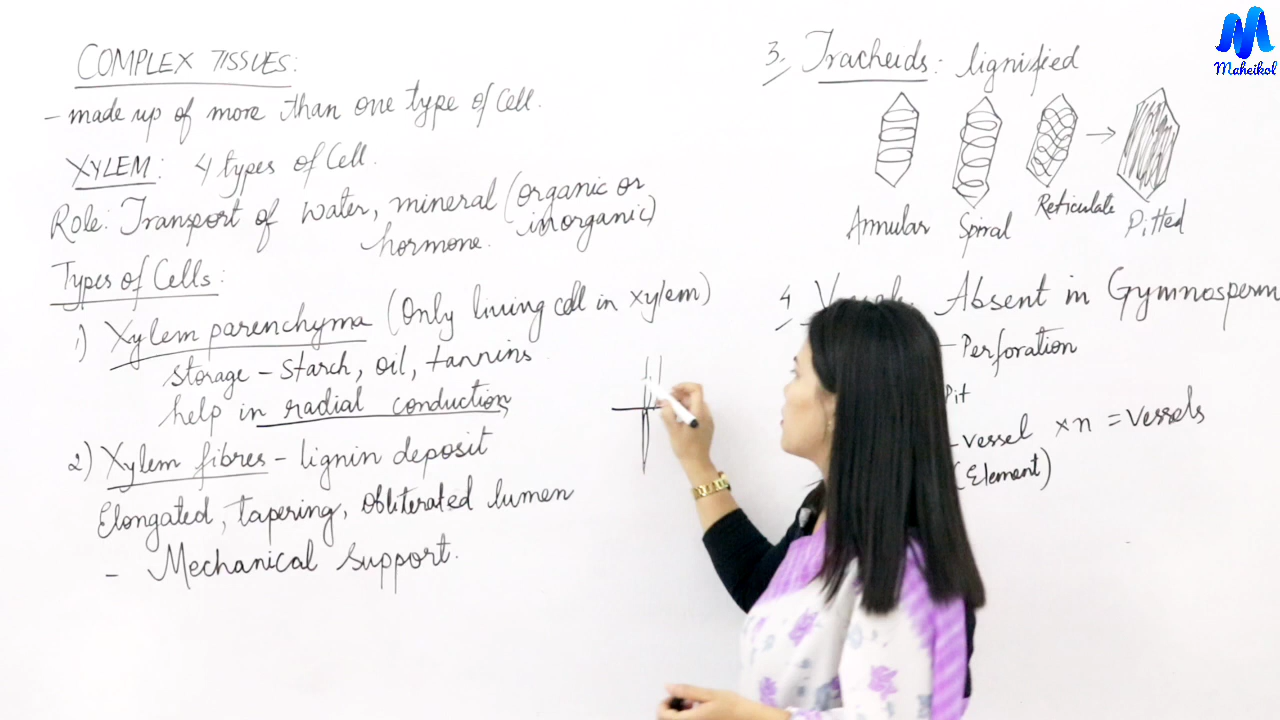 COMPLEX TISSUES:
- made up of more than one type of Cell.
XYLEM: 4 types of Cell.
Role: Transport of water, mineral (organic or inorganic)
hormone.
Types of Cells:
1) Xylem parenchyma (Only living cell in xylem)
storage - starch, oil, tannins
help in radial conduction
2) Xylem fibres - lignin deposit
Elongated, tapering, obliterated lumen
- Mechanical support.
3. Tracheids: lignified
Annular Spiral Reticulate Pitted
4 Absent in Gymnosperm
- Perforation
Pit
- vessel × n = vessels
(Element)
Maheikol